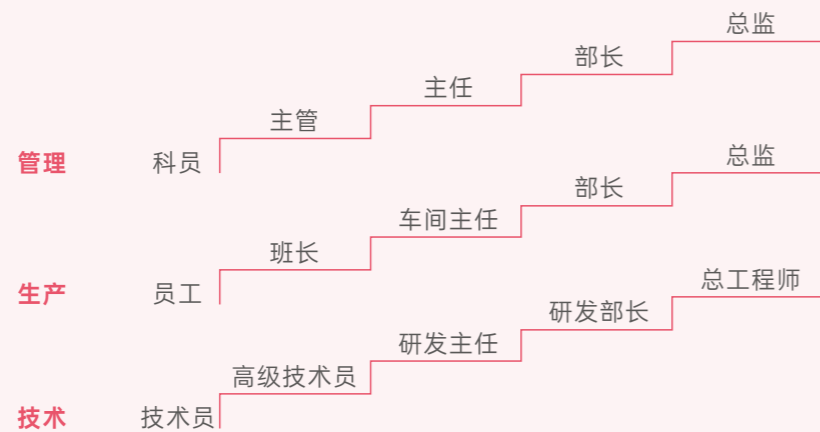 总监
部长
主任
主管
管理 科员
总监
部长
车间主任
班长
生产 员工
总工程师
研发部长
研发主任
高级技术员
技术 技术员